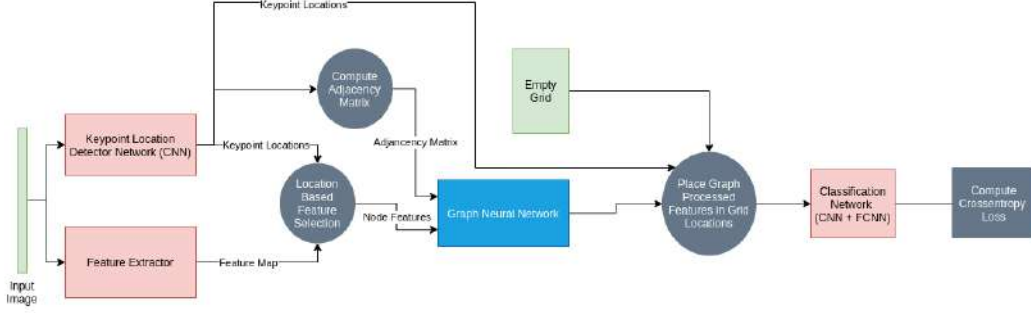 Keypoint Locations
Compute
Adjacency
Matrix
Empty
Grid
Keypoint Location
Detector Network (CNN)
Keypoint Locations
Adjancency Matrix
Location
Based
Feature
Selection
Node Features
Graph Neural Network
Place Graph
Processed
Features in Grid
Locations
Classification
Network
(CNN + FCNN)
Compute
Crossentropy
Loss
Feature Extractor
Feature Map
Input
Image